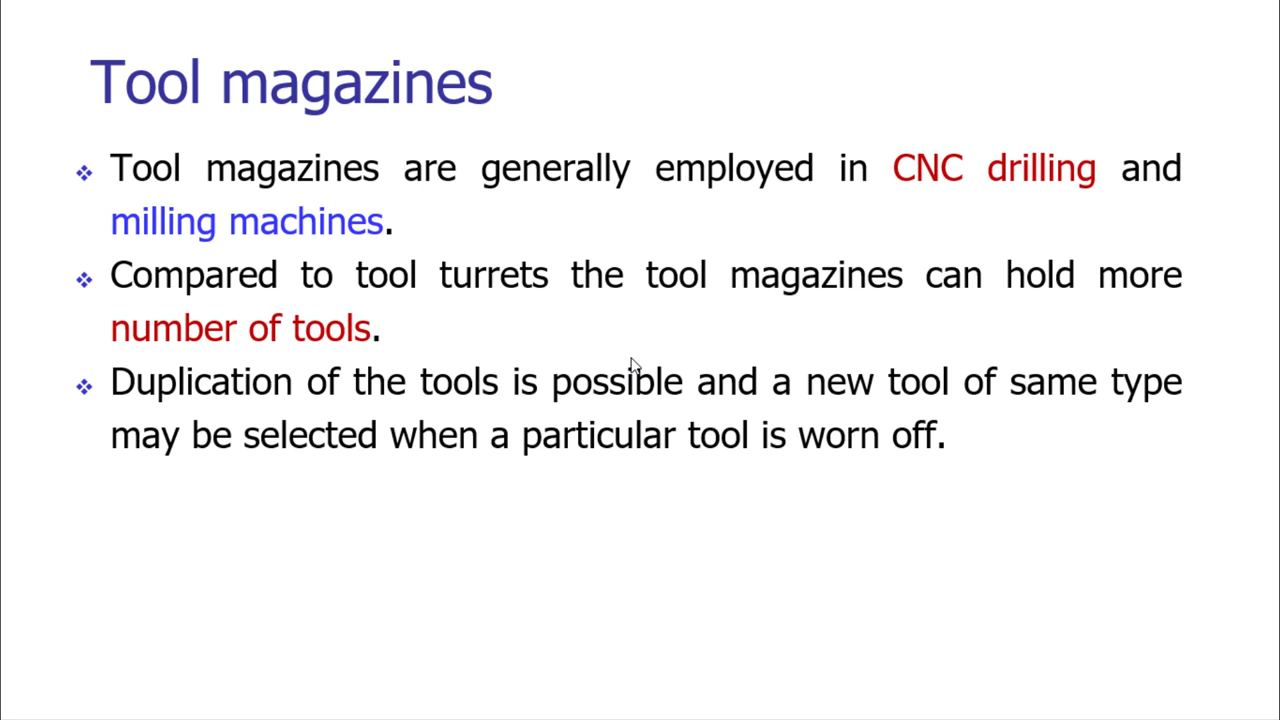 Tool magazines
Tool magazines are generally employed in CNC drilling and
milling machines.
Compared to tool turrets the tool magazines can hold more
number of tools.
Duplication of the tools is possible and a new tool of same type
may be selected when a particular tool is worn off.